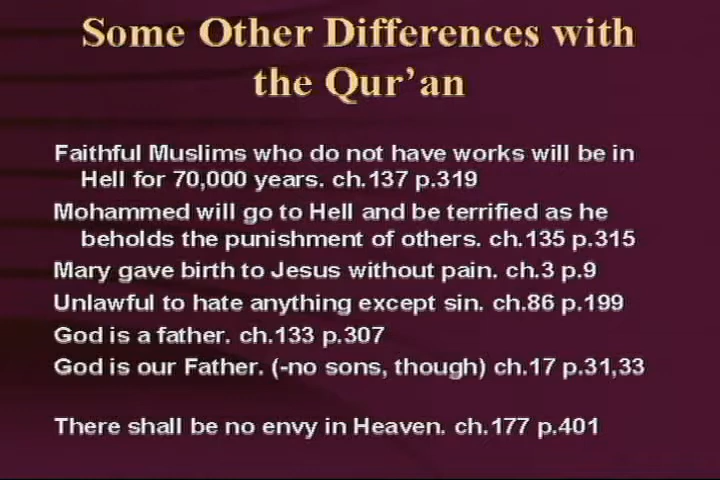 Some Other Differences with
the Qur'an
Faithful Muslims who do not have works will be in
Hell for 70,000 years. ch.137 p.319
Mohammed will go to Hell and be terrified as he
beholds the punishment of others. ch.135 p.315
Mary gave birth to Jesus without pain. ch.3 p.9
Unlawful to hate anything except sin. ch.86 p.199
God is a father. ch.133 p.307
God is our Father. (-no sons, though) ch.17 p.31,33
There shall be no envy in Heaven. ch.177 p.401